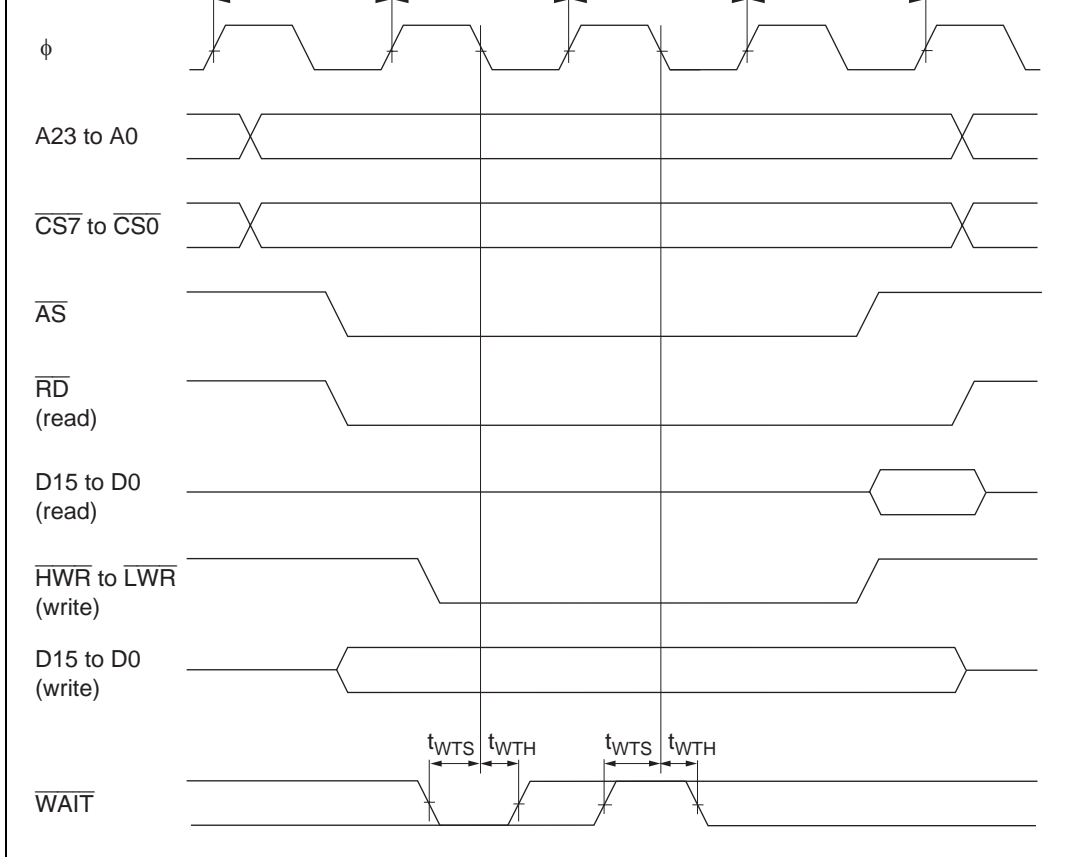 ϕ
A23 to A0
CS7 to CS0
AS
RD
(read)
D15 to D0
(read)
HWR to LWR
(write)
D15 to D0
(write)
tWTS tWTH tWTS tWTH
WAIT